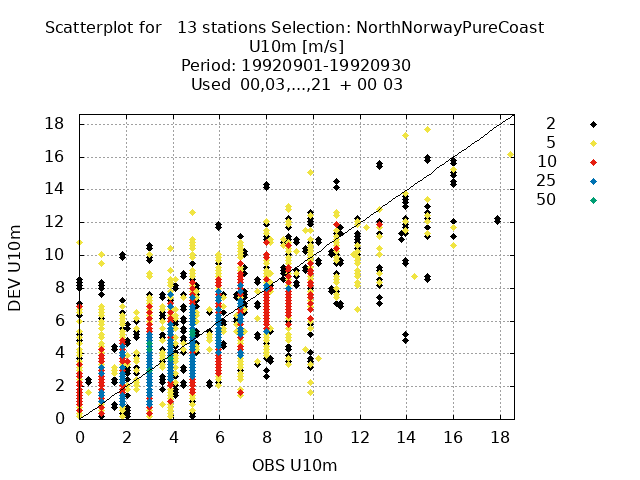 Scatterplot for   13 stations Selection: NorthNorwayPureCoast
U10m [m/s]
Period: 19920901-19920930
Used  00,03,...,21  + 00 03
18
16
14
12
10
8
6
4
2
0
DEV U10m
0 2 4 6 8 10 12 14 16 18
OBS U10m
2
5
10
25
50